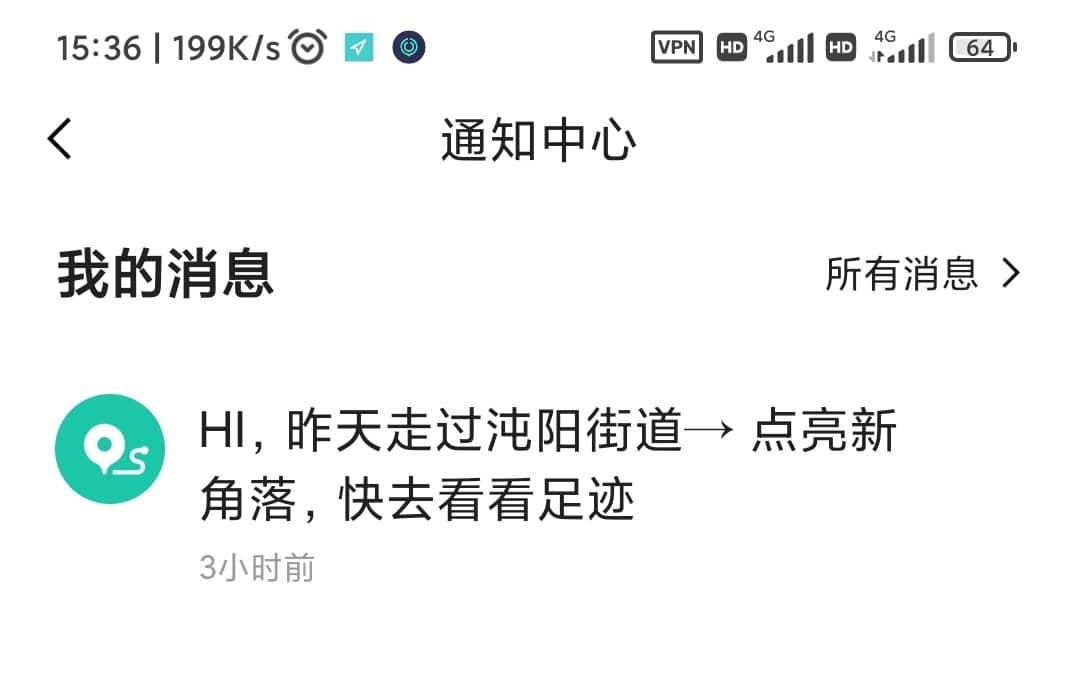 15:36 | 199K/s
VPN HD 4G HD 4G 64
通知中心
我的消息
所有消息
HI, 昨天走过沌阳街道→ 点亮新
角落, 快去看看足迹
3小时前